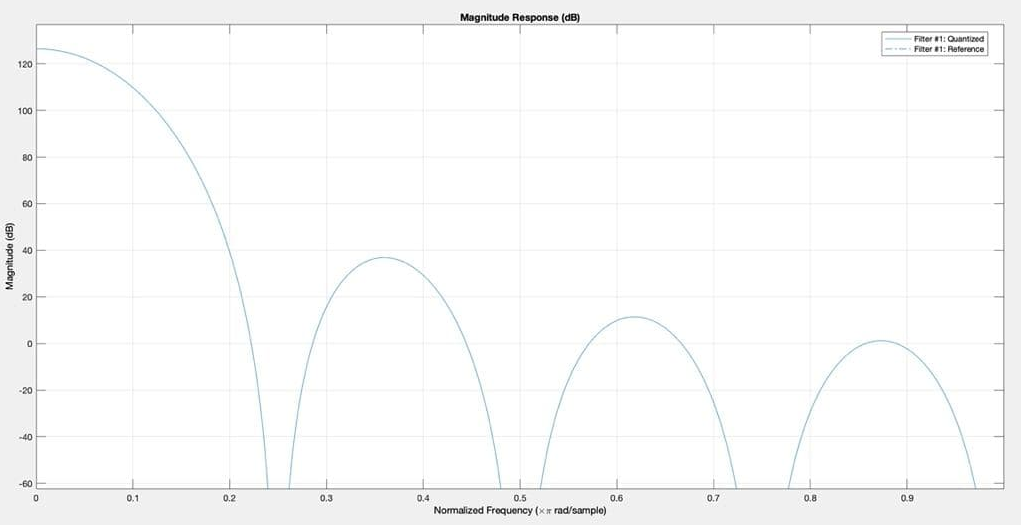 Magnitude Response (dB)
Filter #1: Quantized
Filter #1: Reference
Magnitude (dB)
120
100
80
60
40
20
0
-20
-40
-60
0 0.1 0.2 0.3 0.4 0.5 0.6 0.7 0.8 0.9
Normalized Frequency (×π rad/sample)